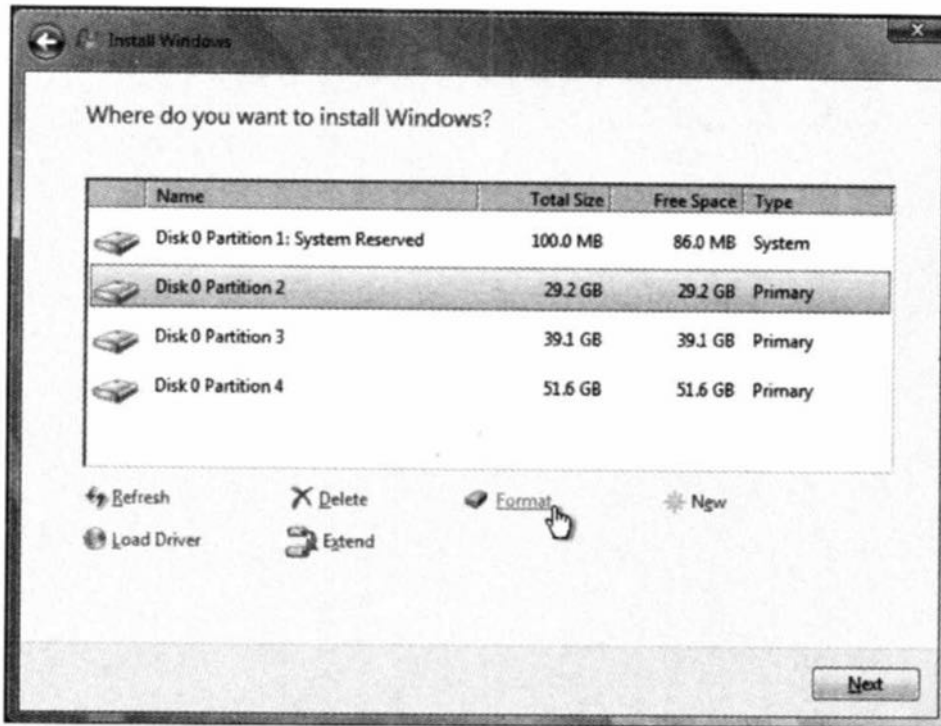 Install Windows
Where do you want to install Windows?
Name Total Size Free Space Type
Disk 0 Partition 1: System Reserved 100.0 MB 86.0 MB System
Disk 0 Partition 2 29.2 GB 29.2 GB Primary
Disk 0 Partition 3 39.1 GB 39.1 GB Primary
Disk 0 Partition 4 51.6 GB 51.6 GB Primary
Refresh Delete Format New
Load Driver Extend
Next